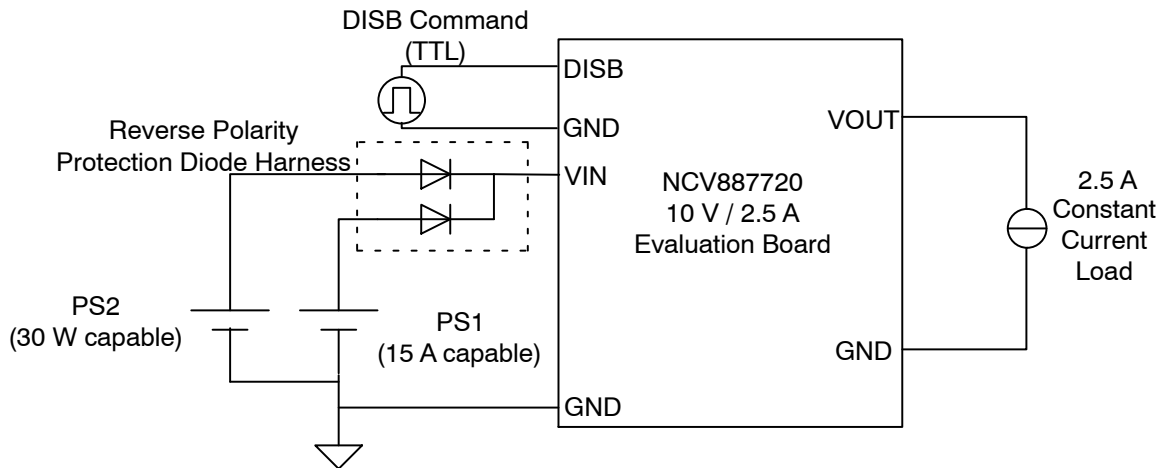 DISB Command
(TTL)
DISB
GND
Reverse Polarity
Protection Diode Harness
VIN
NCV887720
10 V / 2.5 A
Evaluation Board
VOUT
2.5 A
Constant
Current
Load
PS2
(30 W capable)
PS1
(15 A capable)
GND
GND